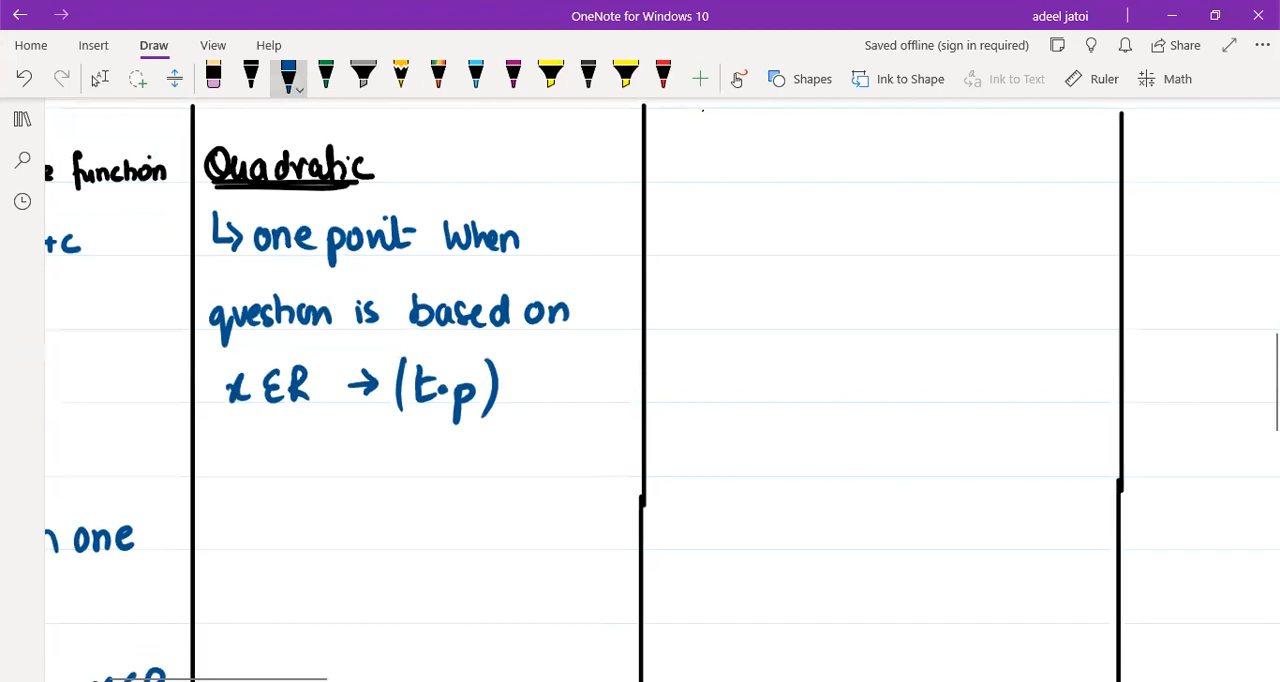 OneNote for Windows 10
adeel jatoi
Home Insert Draw View Help
Saved offline (sign in required) Share
Shapes Ink to Shape Ink to Text Ruler Math
function
Quadratic
+c
↳ one point when
question is based on
x ∈ R → (t.p)
one